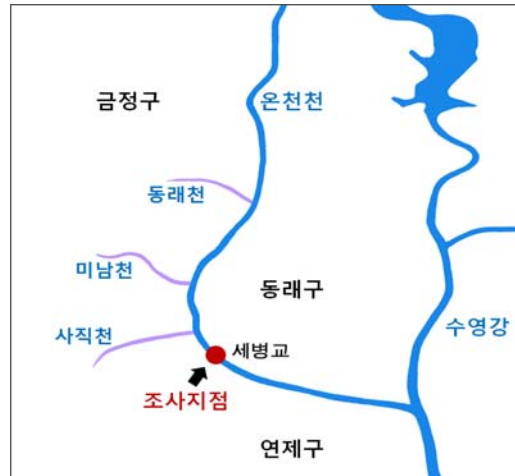 금정구
온천천
동래천
미남천
동래구
사직천
수영강
세병교
조사지점
연제구